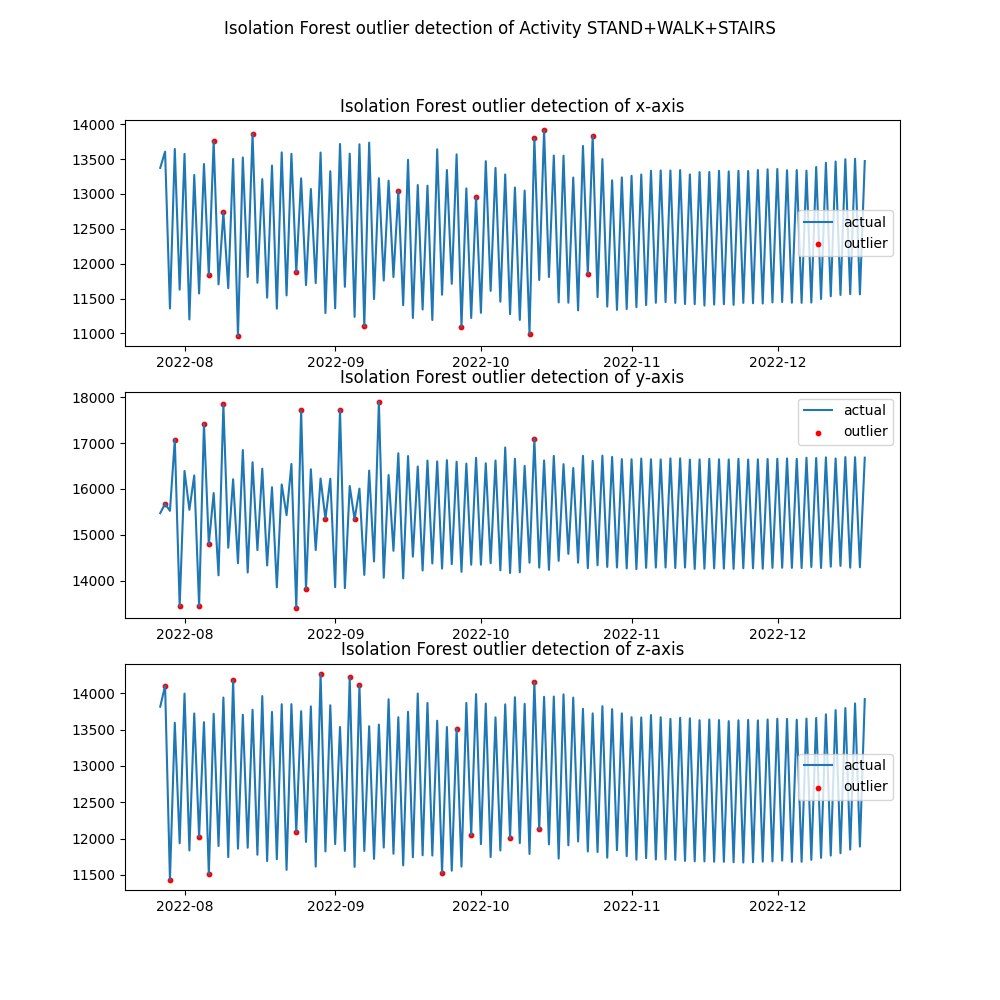 Isolation Forest outlier detection of Activity STAND+WALK+STAIRS
Isolation Forest outlier detection of x-axis
14000
13500
13000
12500
12000
11500
11000
actual
outlier
2022-08 2022-09 2022-10 2022-11 2022-12
Isolation Forest outlier detection of y-axis
18000
17000
16000
15000
14000
actual
outlier
2022-08 2022-09 2022-10 2022-11 2022-12
Isolation Forest outlier detection of z-axis
14000
13500
13000
12500
12000
11500
actual
outlier
2022-08 2022-09 2022-10 2022-11 2022-12